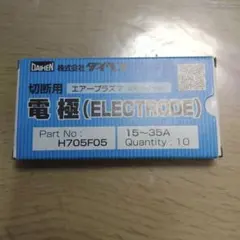 DAIHEN 株式会社 ダイヘン
切断用 エアープラズマ
電極(ELECTRODE)
Part No : 15~35A
H705F05 Quantity : 10